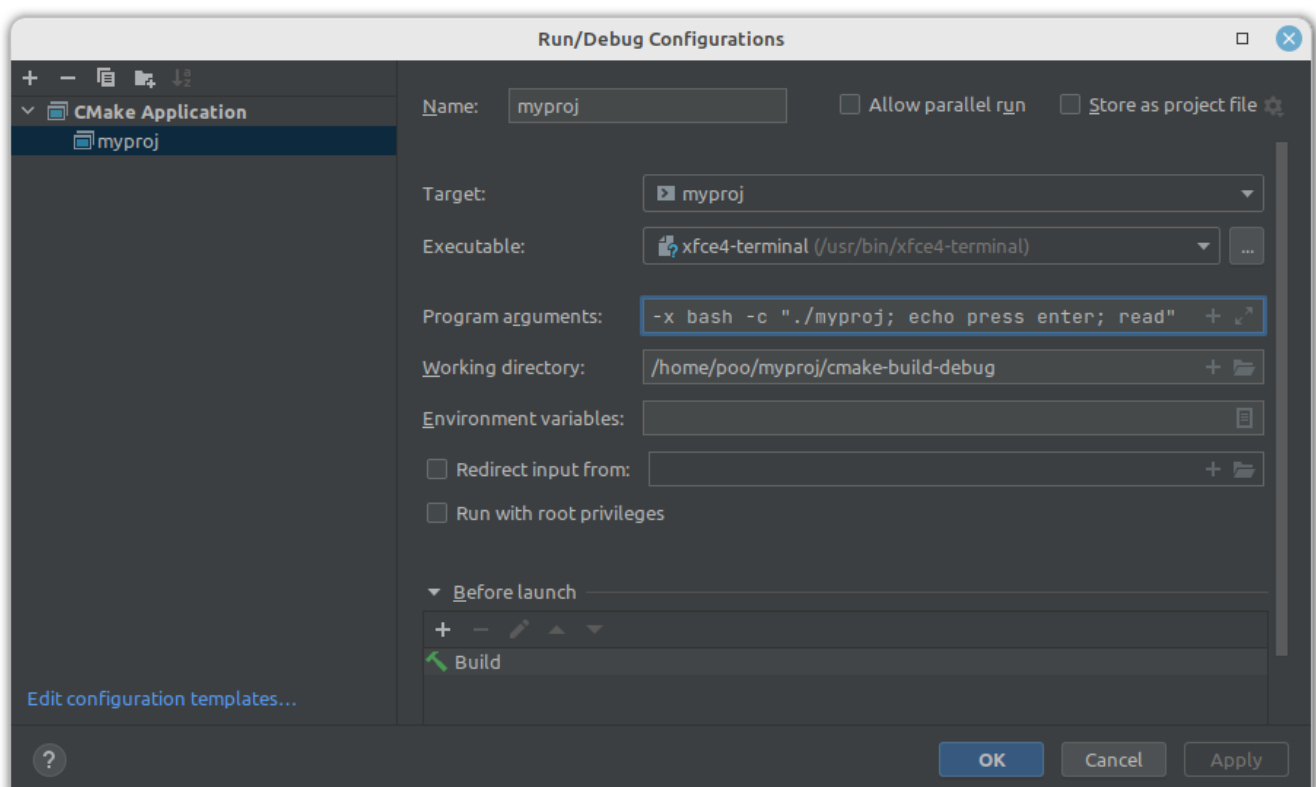 Run/Debug Configurations
CMake Application
myproj
Name: myproj Allow parallel run Store as project file
Target: myproj
Executable: xfce4-terminal (/usr/bin/xfce4-terminal) ...
Program arguments: -x bash -c "./myproj; echo press enter; read"
Working directory: /home/poo/myproj/cmake-build-debug
Environment variables:
Redirect input from:
Run with root privileges
Before launch
Build
Edit configuration templates...
? OK Cancel Apply